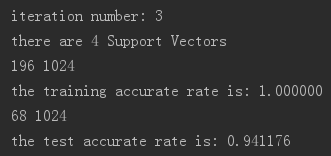 iteration number: 3
there are 4 Support Vectors
196 1024
the training accurate rate is: 1.000000
68 1024
the test accurate rate is: 0.941176